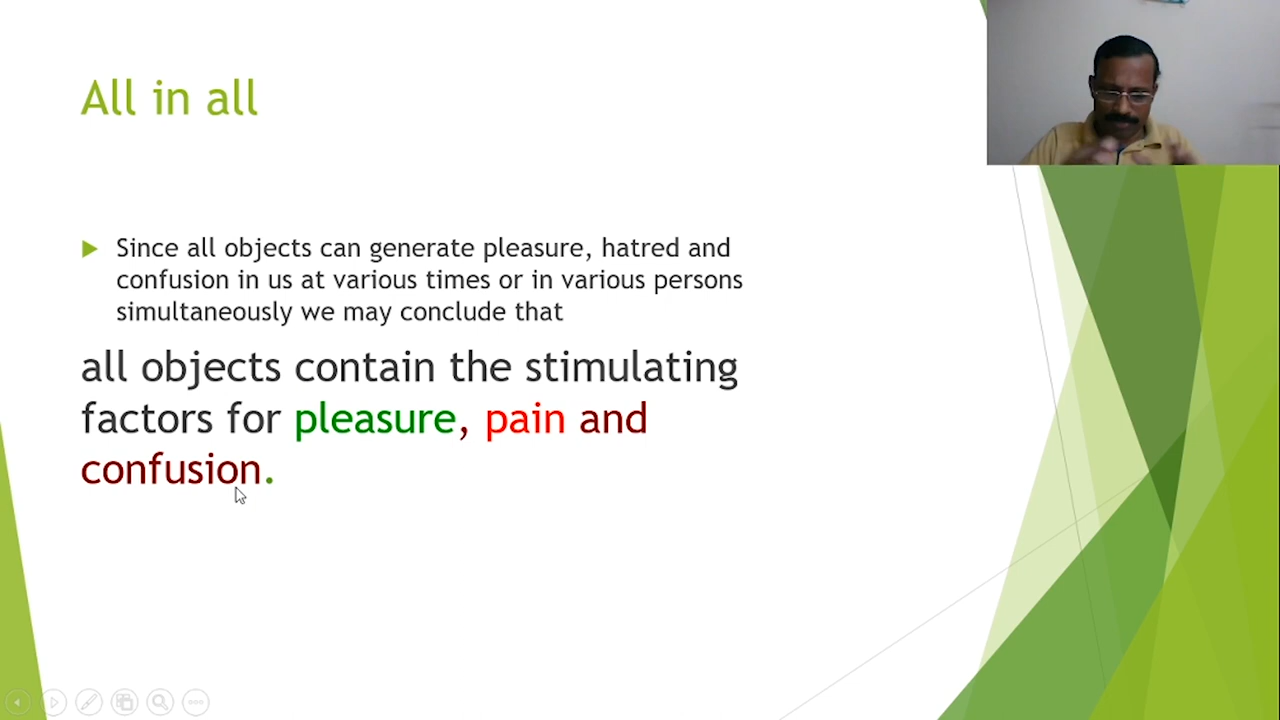 All in all
Since all objects can generate pleasure, hatred and
confusion in us at various times or in various persons
simultaneously we may conclude that
all objects contain the stimulating
factors for pleasure, pain and
confusion.